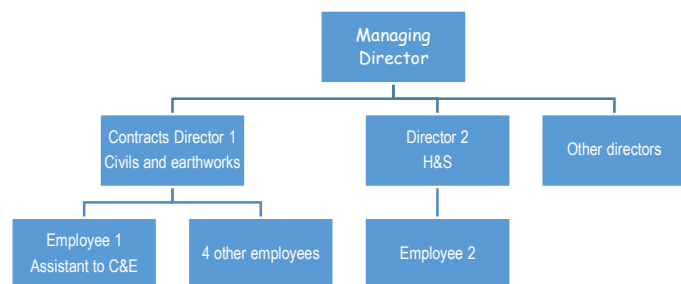 Managing
Director
Contracts Director 1
Civils and earthworks
Director 2
H&S
Other directors
Employee 1
Assistant to C&E
4 other employees
Employee 2